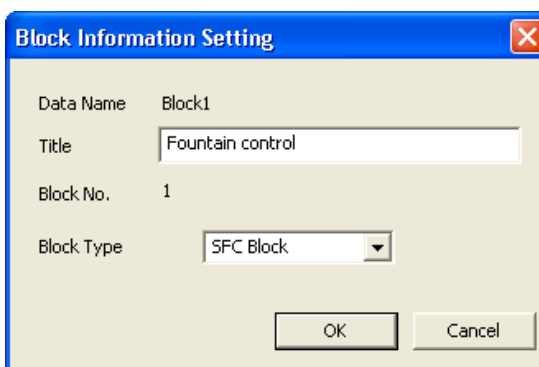 Block Information Setting
Data Name Block1
Title Fountain control
Block No. 1
Block Type SFC Block
OK Cancel